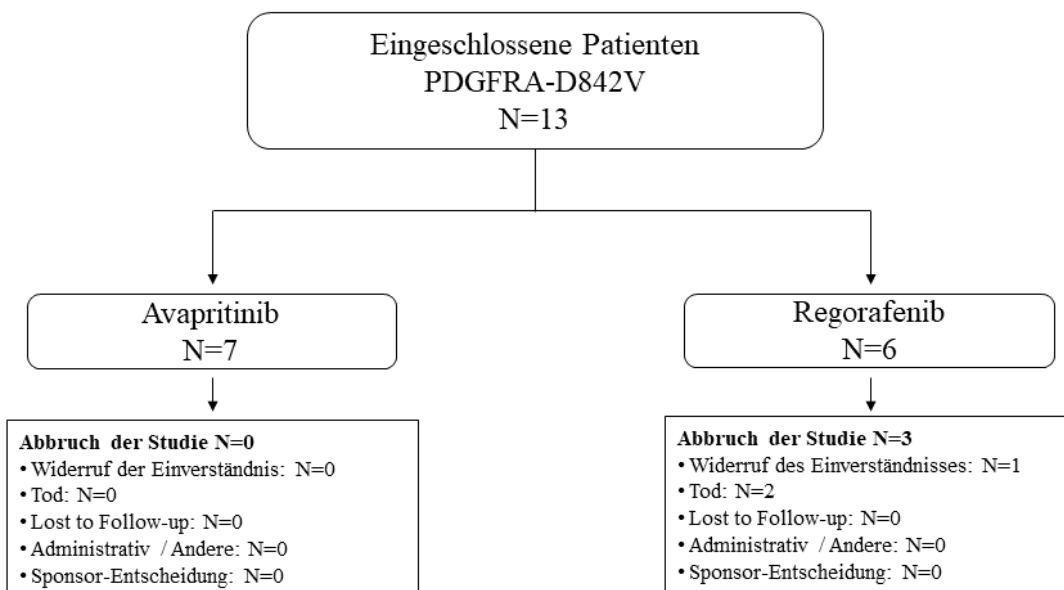 Eingeschlossene Patienten
PDGFRA-D842V
N=13
Avapritinib
N=7
Regorafenib
N=6
Abbruch der Studie N=0
• Widerruf der Einverständnis: N=0
• Tod: N=0
• Lost to Follow-up: N=0
• Administrativ / Andere: N=0
• Sponsor-Entscheidung: N=0
Abbruch der Studie N=3
• Widerruf des Einverständnisses: N=1
• Tod: N=2
• Lost to Follow-up: N=0
• Administrativ / Andere: N=0
• Sponsor-Entscheidung: N=0